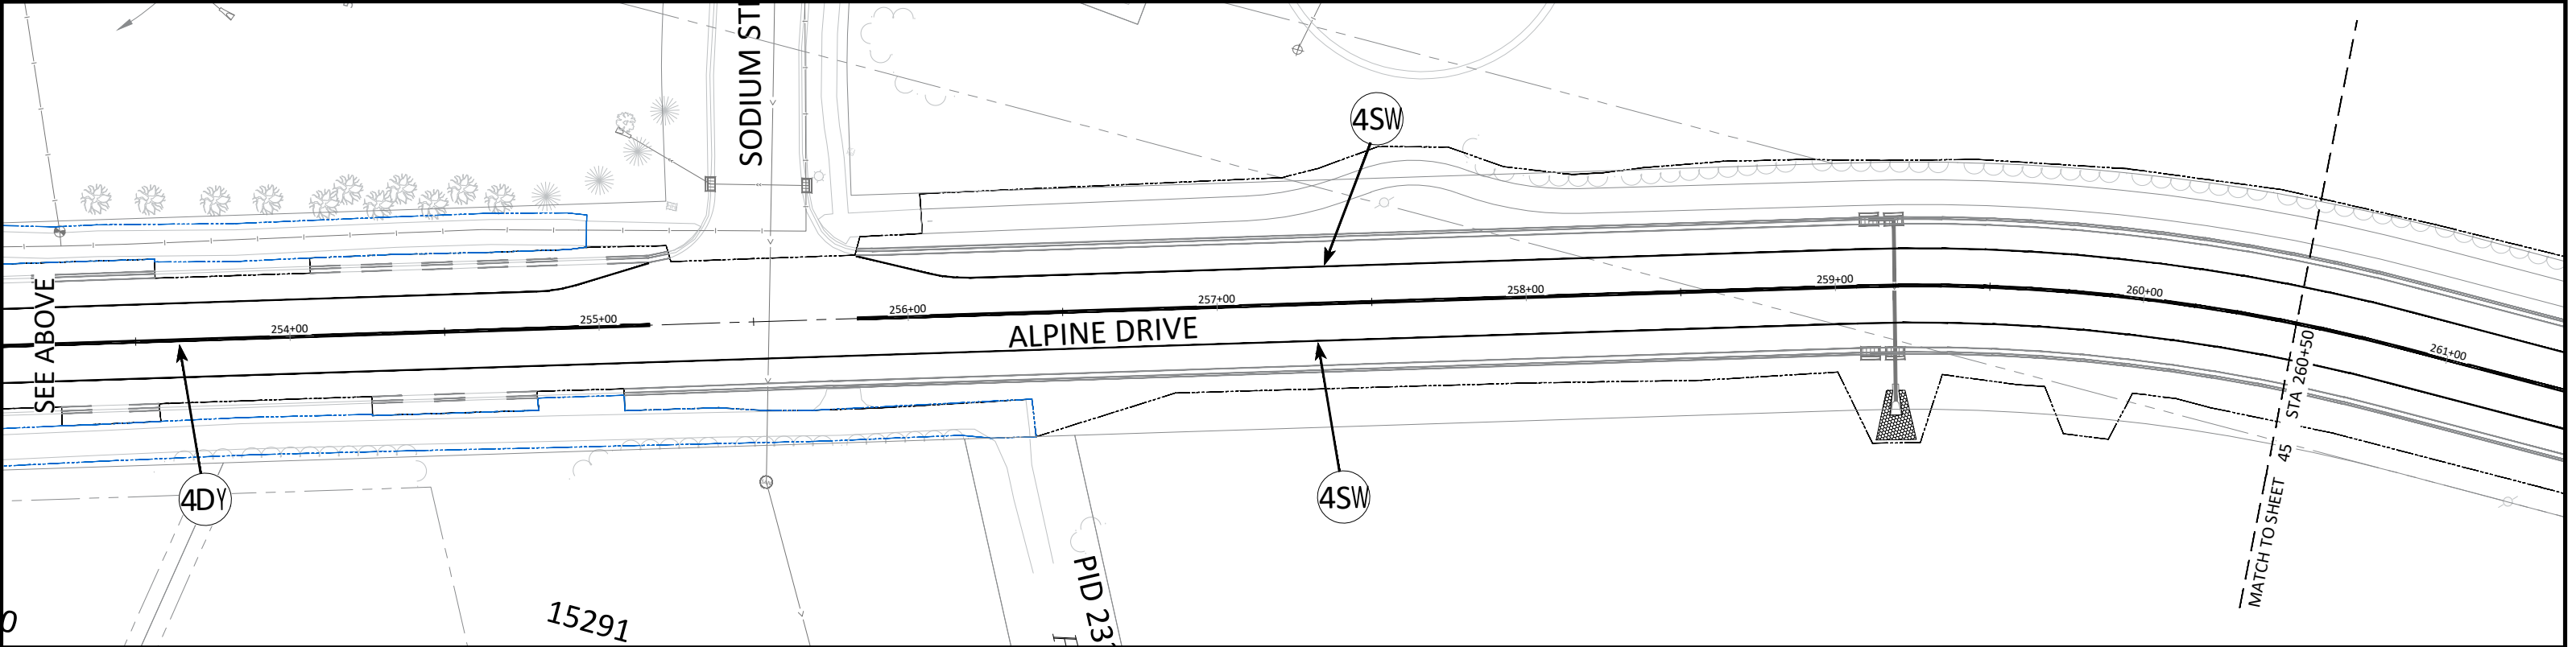 SODIUM ST
4SW
SEE ABOVE
254+00
255+00
256+00
257+00
258+00
259+00
260+00
261+00
ALPINE DRIVE
4DY
4SW
MATCH TO SHEET 45 STA 260+50
15291
PID 23
0